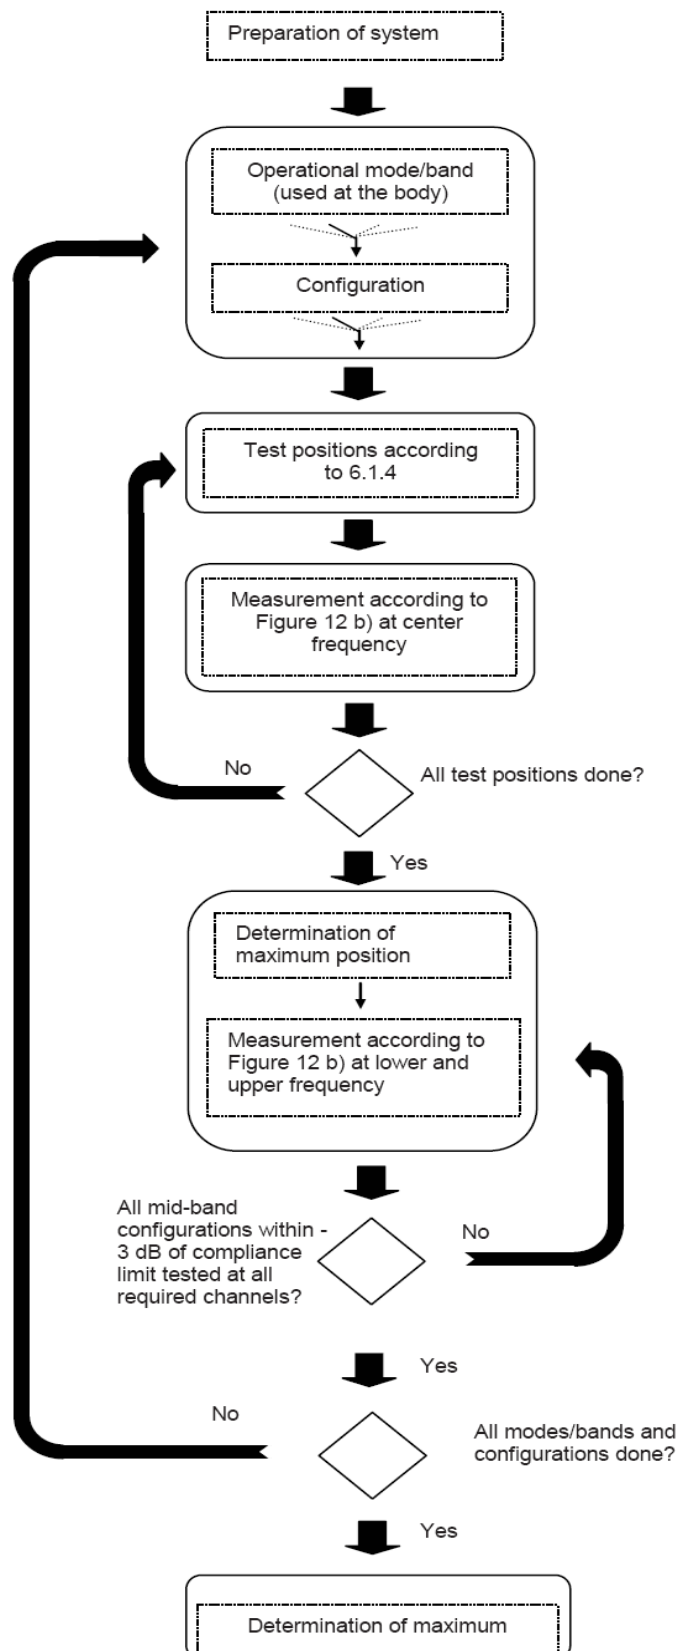 Preparation of system
Operational mode/band
(used at the body)
Configuration
Test positions according
to 6.1.4
Measurement according to
Figure 12 b) at center
frequency
No
All test positions done?
Yes
Determination of
maximum position
Measurement according to
Figure 12 b) at lower and
upper frequency
All mid-band
configurations within -
3 dB of compliance
limit tested at all
required channels?
No
Yes
No
All modes/bands and
configurations done?
Yes
Determination of maximum